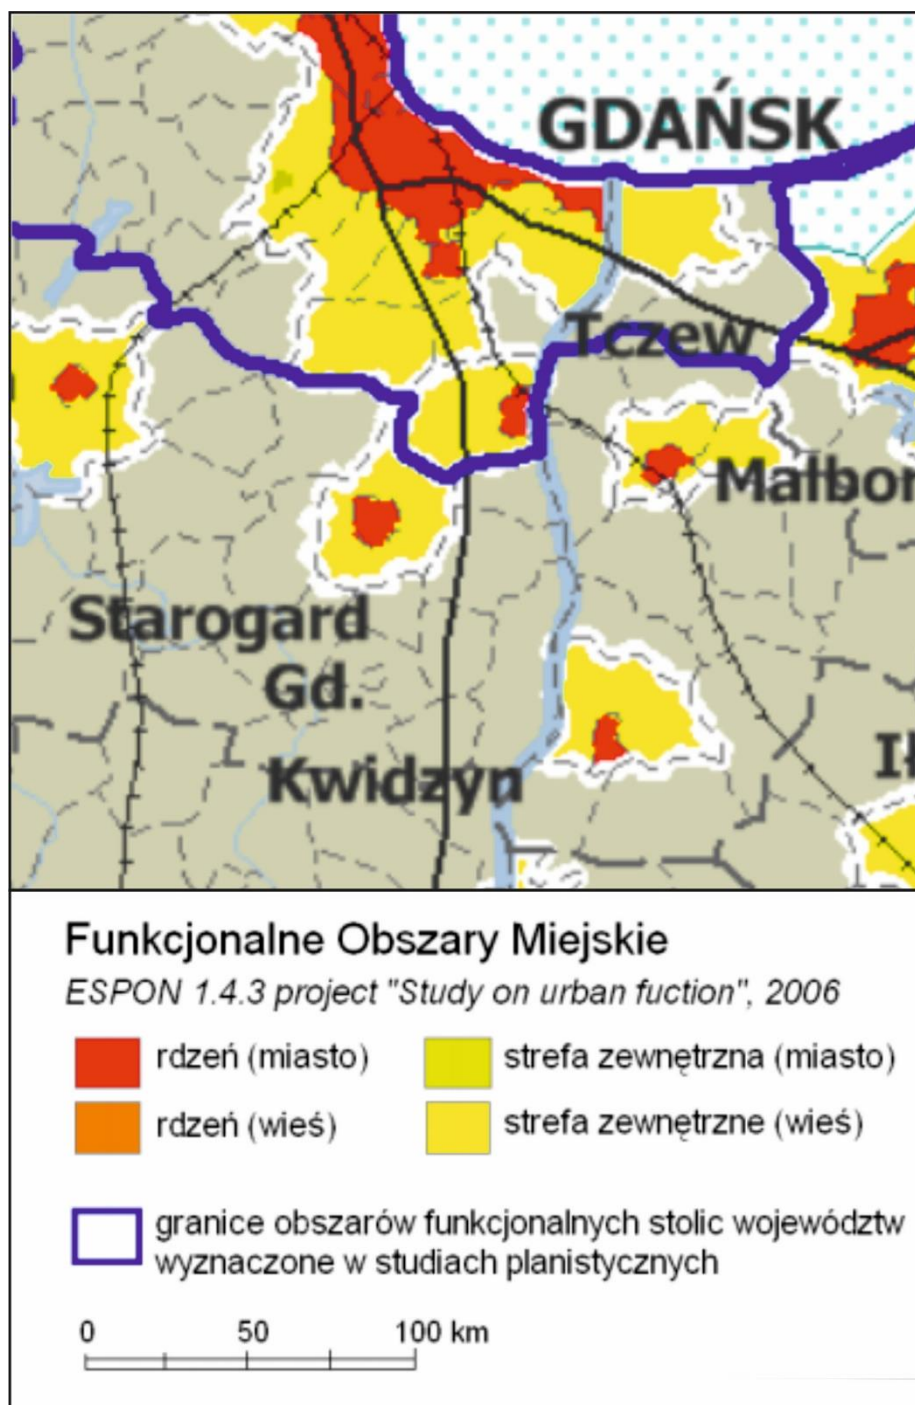 GDAŃSK
Tczew
Malbor
Starogard
Gd.
Kwidzyn
Ił
Funkcjonalne Obszary Miejskie
ESPON 1.4.3 project "Study on urban fuction", 2006
rdzeń (miasto)
strefa zewnętrzna (miasto)
rdzeń (wieś)
strefa zewnętrzne (wieś)
granice obszarów funkcjonalnych stolic województw
wyznaczone w studiach planistycznych
0 50 100 km